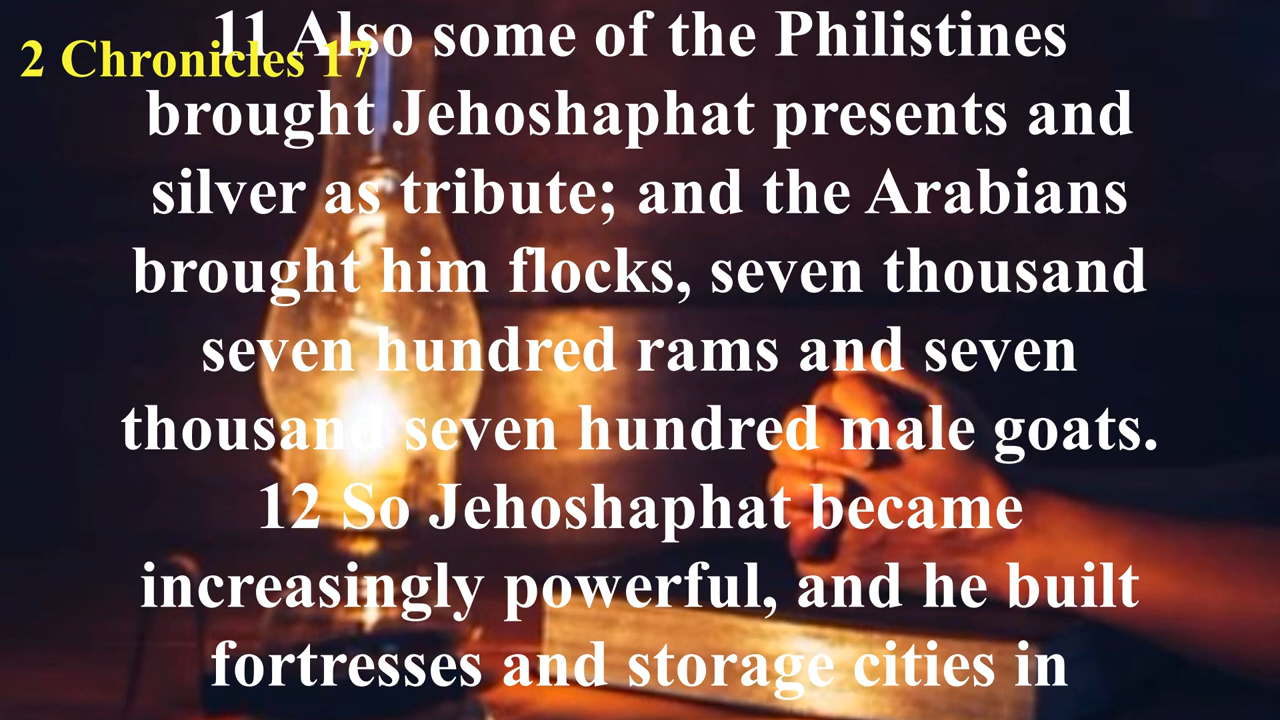 2 Chronicles 17
11 Also some of the Philistines
brought Jehoshaphat presents and
silver as tribute; and the Arabians
brought him flocks, seven thousand
seven hundred rams and seven
thousand seven hundred male goats.
12 So Jehoshaphat became
increasingly powerful, and he built
fortresses and storage cities in